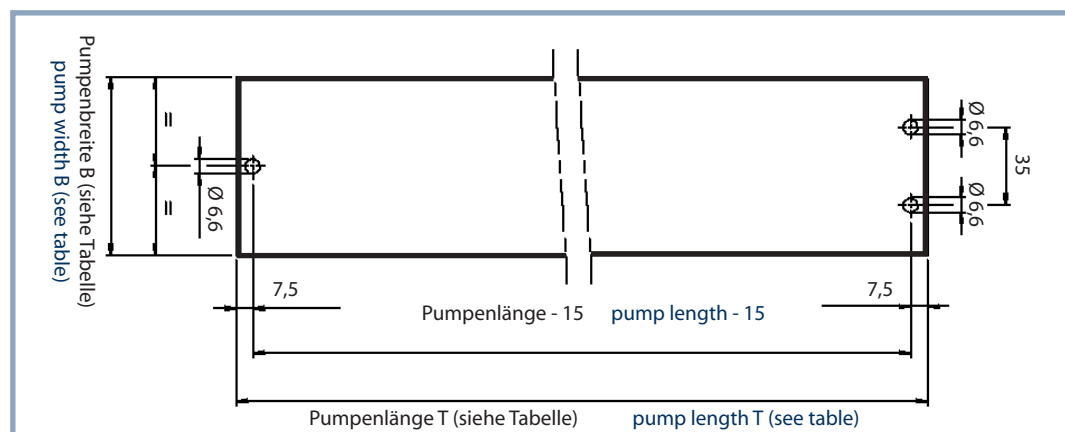 Pumpenbreite B (siehe Tabelle)
pump width B (see table)
=
=
Ø 6,6
Ø 6,6
35
Ø 6,6
7,5
7,5
Pumpenlänge - 15 pump length - 15
Pumpenlänge T (siehe Tabelle) pump length T (see table)